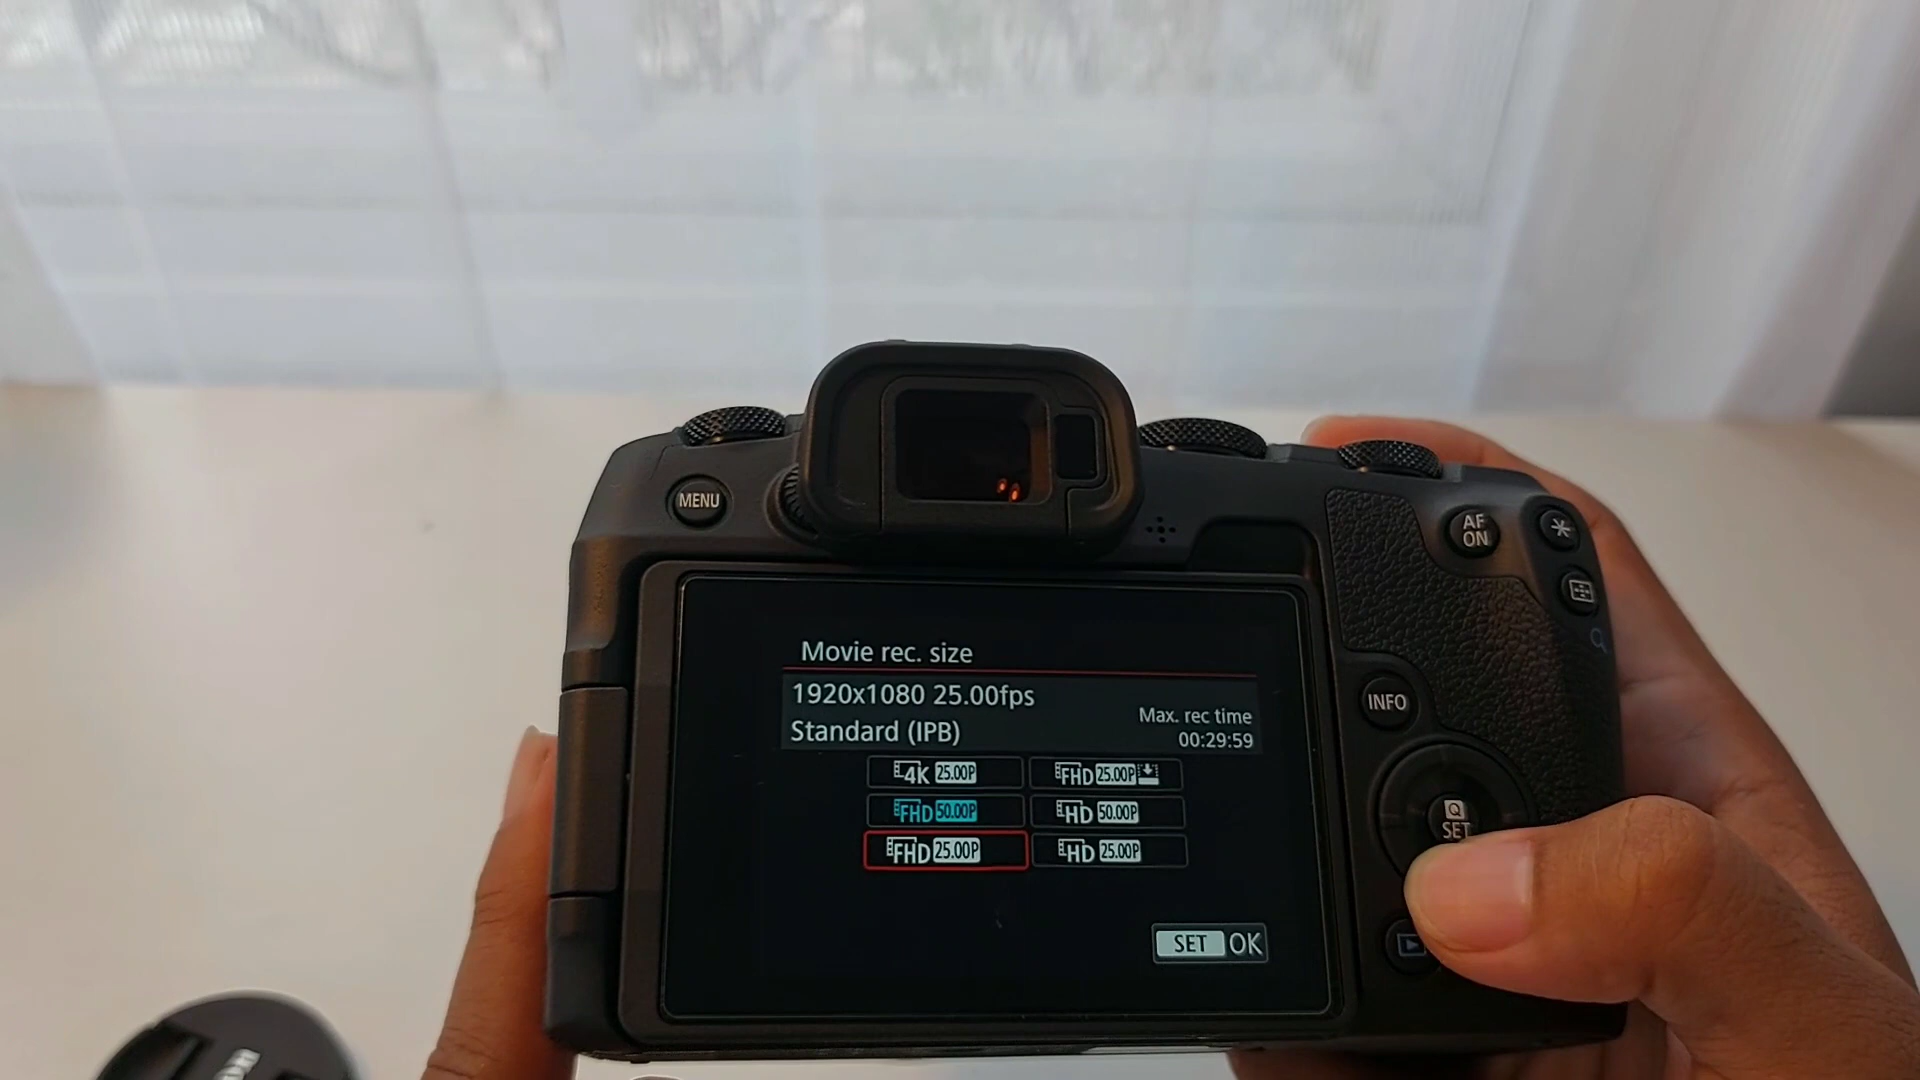 MENU
AF
ON
INFO
Q
SET
Movie rec. size
1920x1080 25.00fps
Standard (IPB)
Max. rec time
00:29:59
4K 25.00P
FHD 25.00P
FHD 50.00P
HD 50.00P
FHD 25.00P
HD 25.00P
SET OK